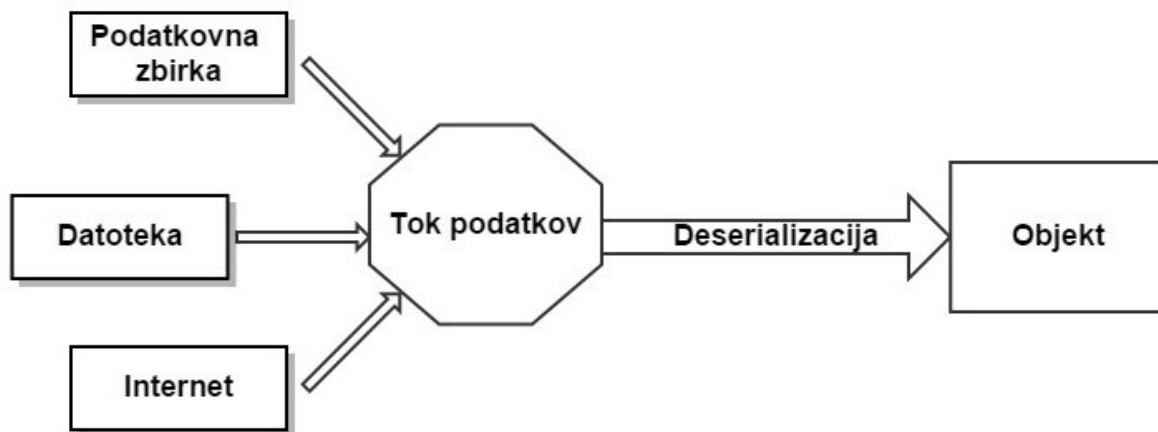 Podatkovna
zbirka
Datoteka
Internet
Tok podatkov
Deserializacija
Objekt